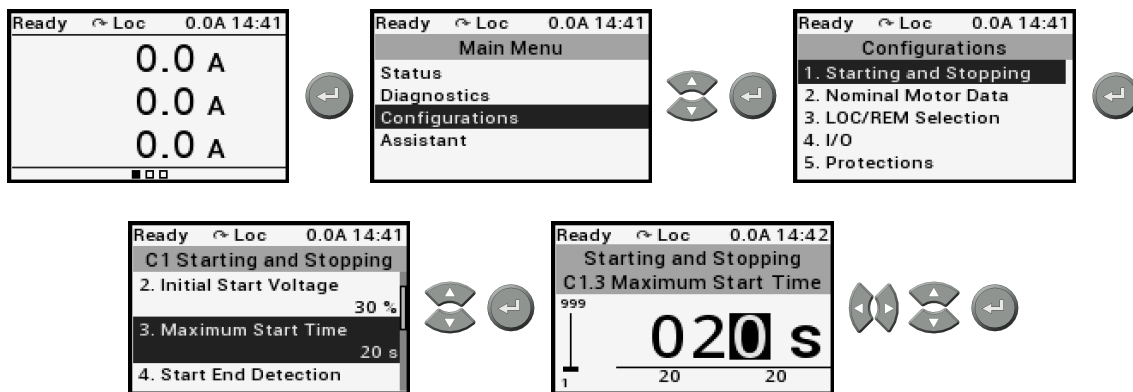 Ready Loc 0.0A 14:41
0.0 A
0.0 A
0.0 A
Ready Loc 0.0A 14:41
Main Menu
Status
Diagnostics
Configurations
Assistant
Ready Loc 0.0A 14:41
Configurations
1. Starting and Stopping
2. Nominal Motor Data
3. LOC/REM Selection
4. I/O
5. Protections
Ready Loc 0.0A 14:41
C1 Starting and Stopping
2. Initial Start Voltage
30 %
3. Maximum Start Time
20 s
4. Start End Detection
Ready Loc 0.0A 14:42
Starting and Stopping
C1.3 Maximum Start Time
999
020 s
1
20 20